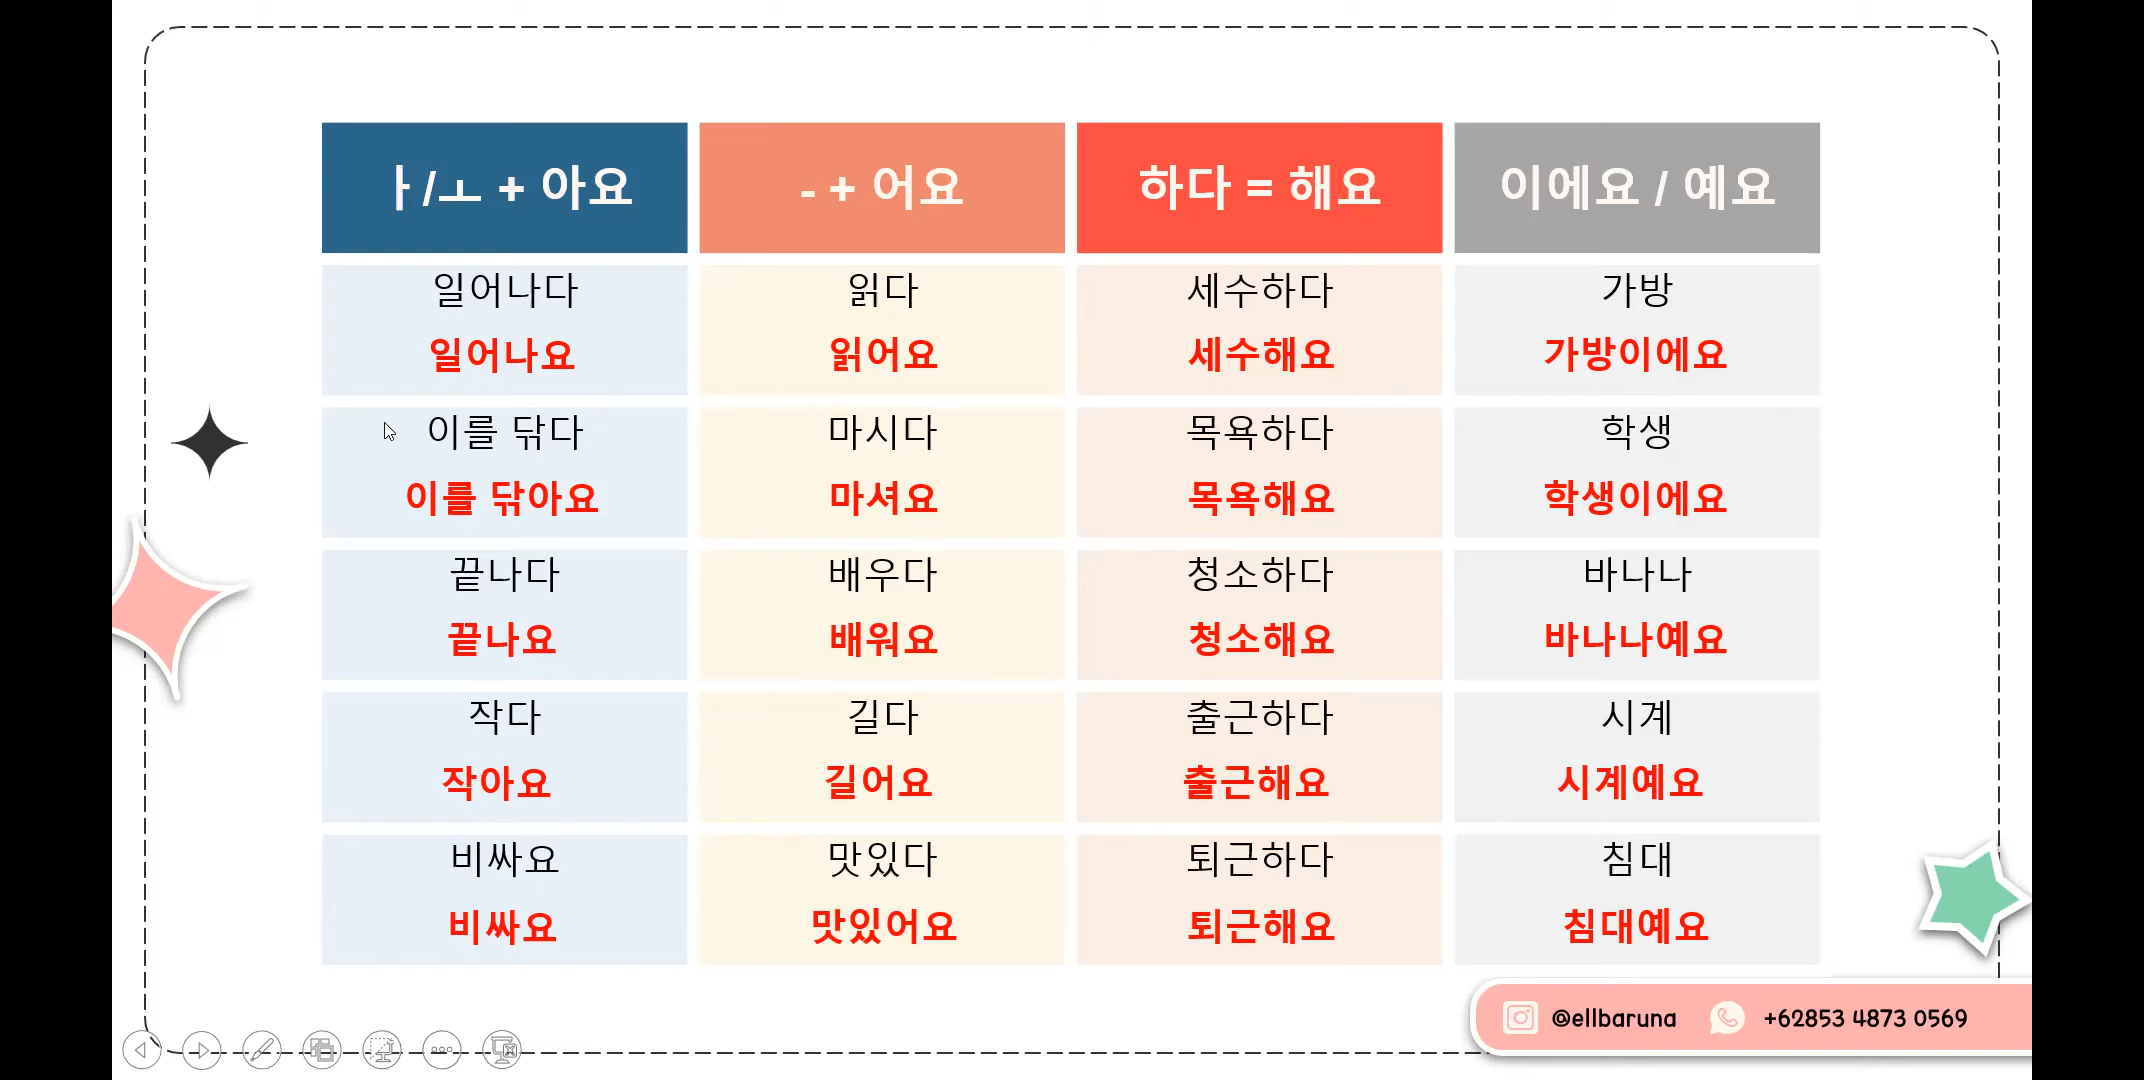 ㅏ/ㅗ + 아요
- + 어요
하다 = 해요
이에요 / 예요
일어나다
일어나요
읽다
읽어요
세수하다
세수해요
가방
가방이에요
이를 닦다
이를 닦아요
마시다
마셔요
목욕하다
목욕해요
학생
학생이에요
끝나다
끝나요
배우다
배워요
청소하다
청소해요
바나나
바나나예요
작다
작아요
길다
길어요
출근하다
출근해요
시계
시계예요
비싸요
비싸요
맛있다
맛있어요
퇴근하다
퇴근해요
침대
침대예요
@ellbaruna
+62853 4873 0569